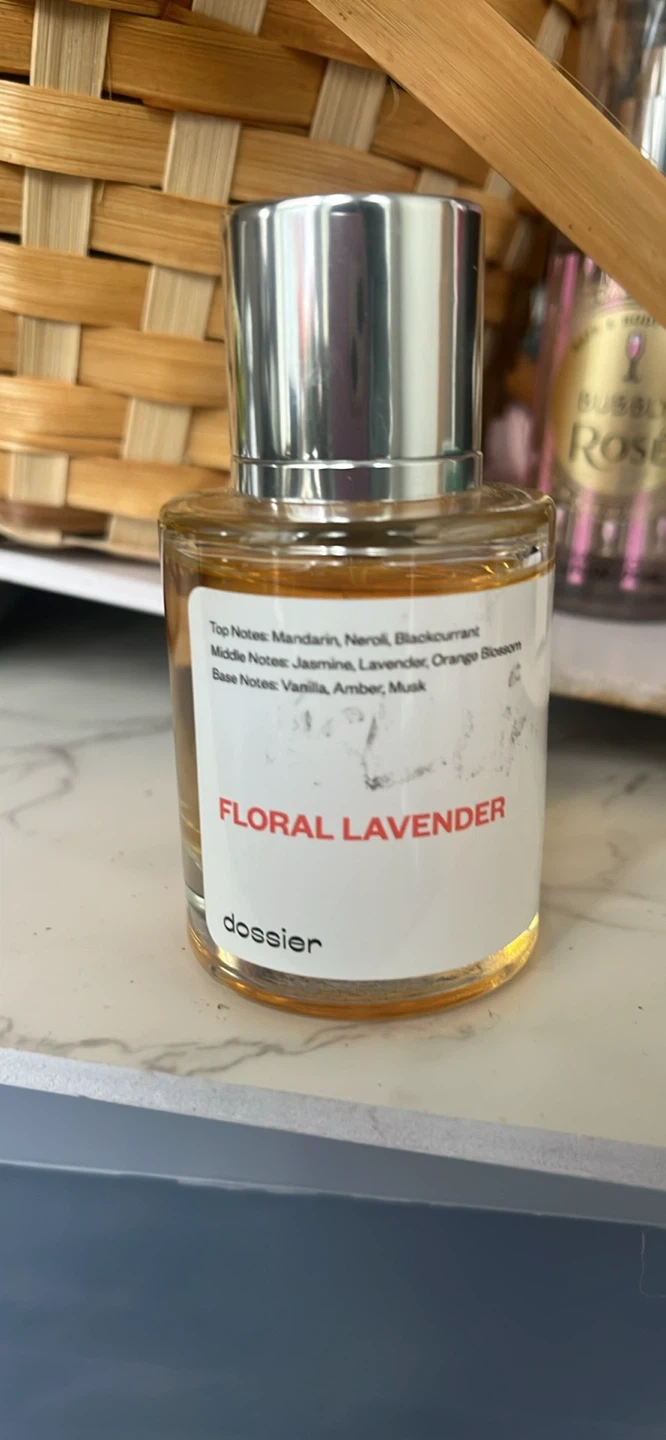 Top Notes: Mandarin, Neroli, Blackcurrant
Middle Notes: Jasmine, Lavender, Orange Blossom
Base Notes: Vanilla, Amber, Musk
FLORAL LAVENDER
dossier
BUBBLY
ROSÉ